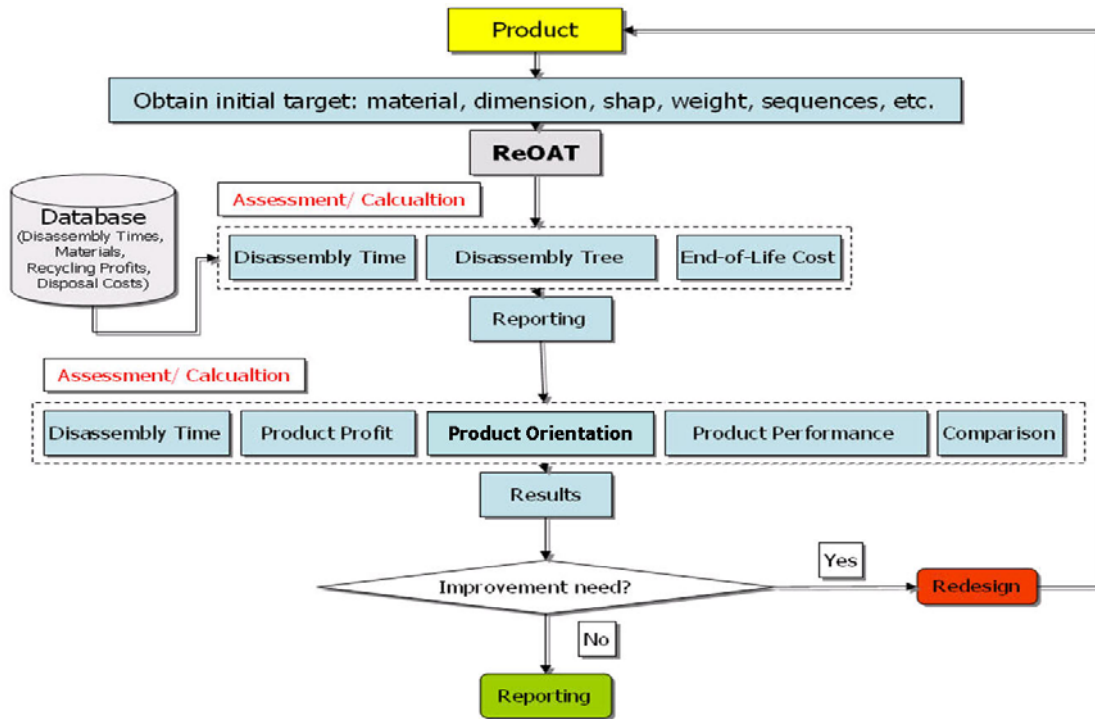 Product
Obtain initial target: material, dimension, shap, weight, sequences, etc.
ReOAT
Assessment/ Calcualtion
Database
(Disassembly Times,
Materials,
Recycling Profits,
Disposal Costs)
Disassembly Time
Disassembly Tree
End-of-Life Cost
Reporting
Assessment/ Calcualtion
Disassembly Time
Product Profit
Product Orientation
Product Performance
Comparison
Results
Improvement need?
Yes
Redesign
No
Reporting